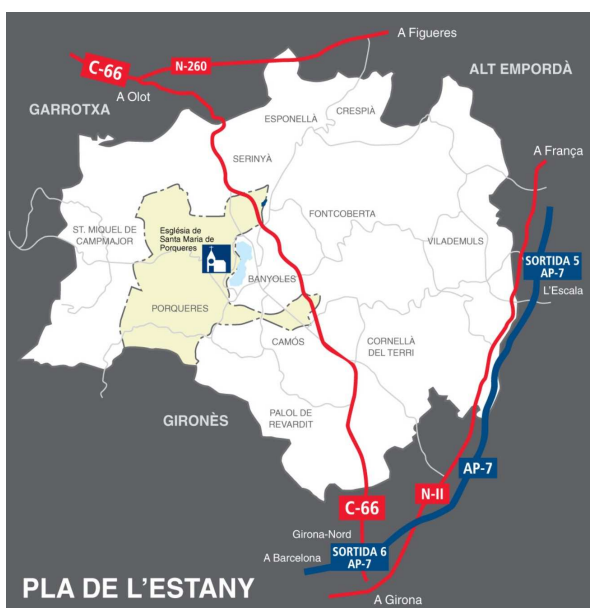 A Figueres
C-66
N-260
ALT EMPORDÀ
A Olot
GARROTXA
CRESPIÀ
ESPONELLÀ
A França
SERINYÀ
FONTCOBERTA
ST. MIQUEL DE
CAMPMAJOR
Església de
Santa Maria de
Porqueres
VILADEMULS
SORTIDA 5
AP-7
BANYOLES
L'Escala
PORQUERES
CAMÓS
CORNELLÀ
DEL TERRI
GIRONÈS
PALOL DE
REVARDIT
AP-7
N-II
C-66
Girona-Nord
SORTIDA 6
AP-7
A Barcelona
PLA DE L'ESTANY
A Girona